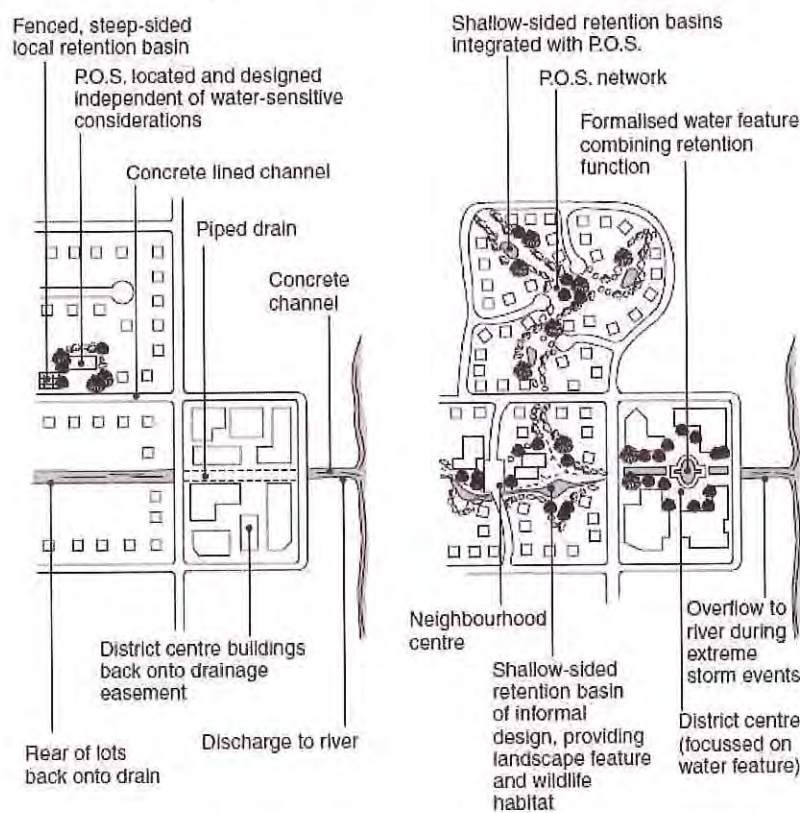 Fenced, steep-sided
local retention basin
P.O.S. located and designed
independent of water-sensitive
considerations
Concrete lined channel
Piped drain
Concrete
channel
District centre buildings
back onto drainage
easement
Rear of lots
back onto drain
Discharge to river
Shallow-sided retention basins
integrated with P.O.S.
P.O.S. network
Formalised water feature
combining retention
function
Neighbourhood
centre
Shallow-sided
retention basin
of informal
design, providing
landscape feature
and wildlife
habitat
Overflow to
river during
extreme
storm events
District centre
(focussed on
water feature)